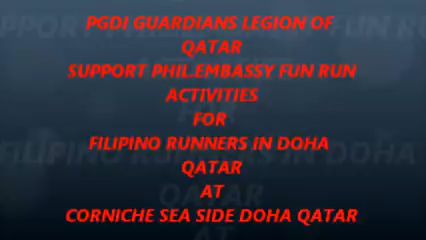 PGDI GUARDIANS LEGION OF
QATAR
SUPPORT PHIL.EMBASSY FUN RUN
ACTIVITIES
FOR
FILIPINO RUNNERS IN DOHA
QATAR
AT
CORNICHE SEA SIDE DOHA QATAR